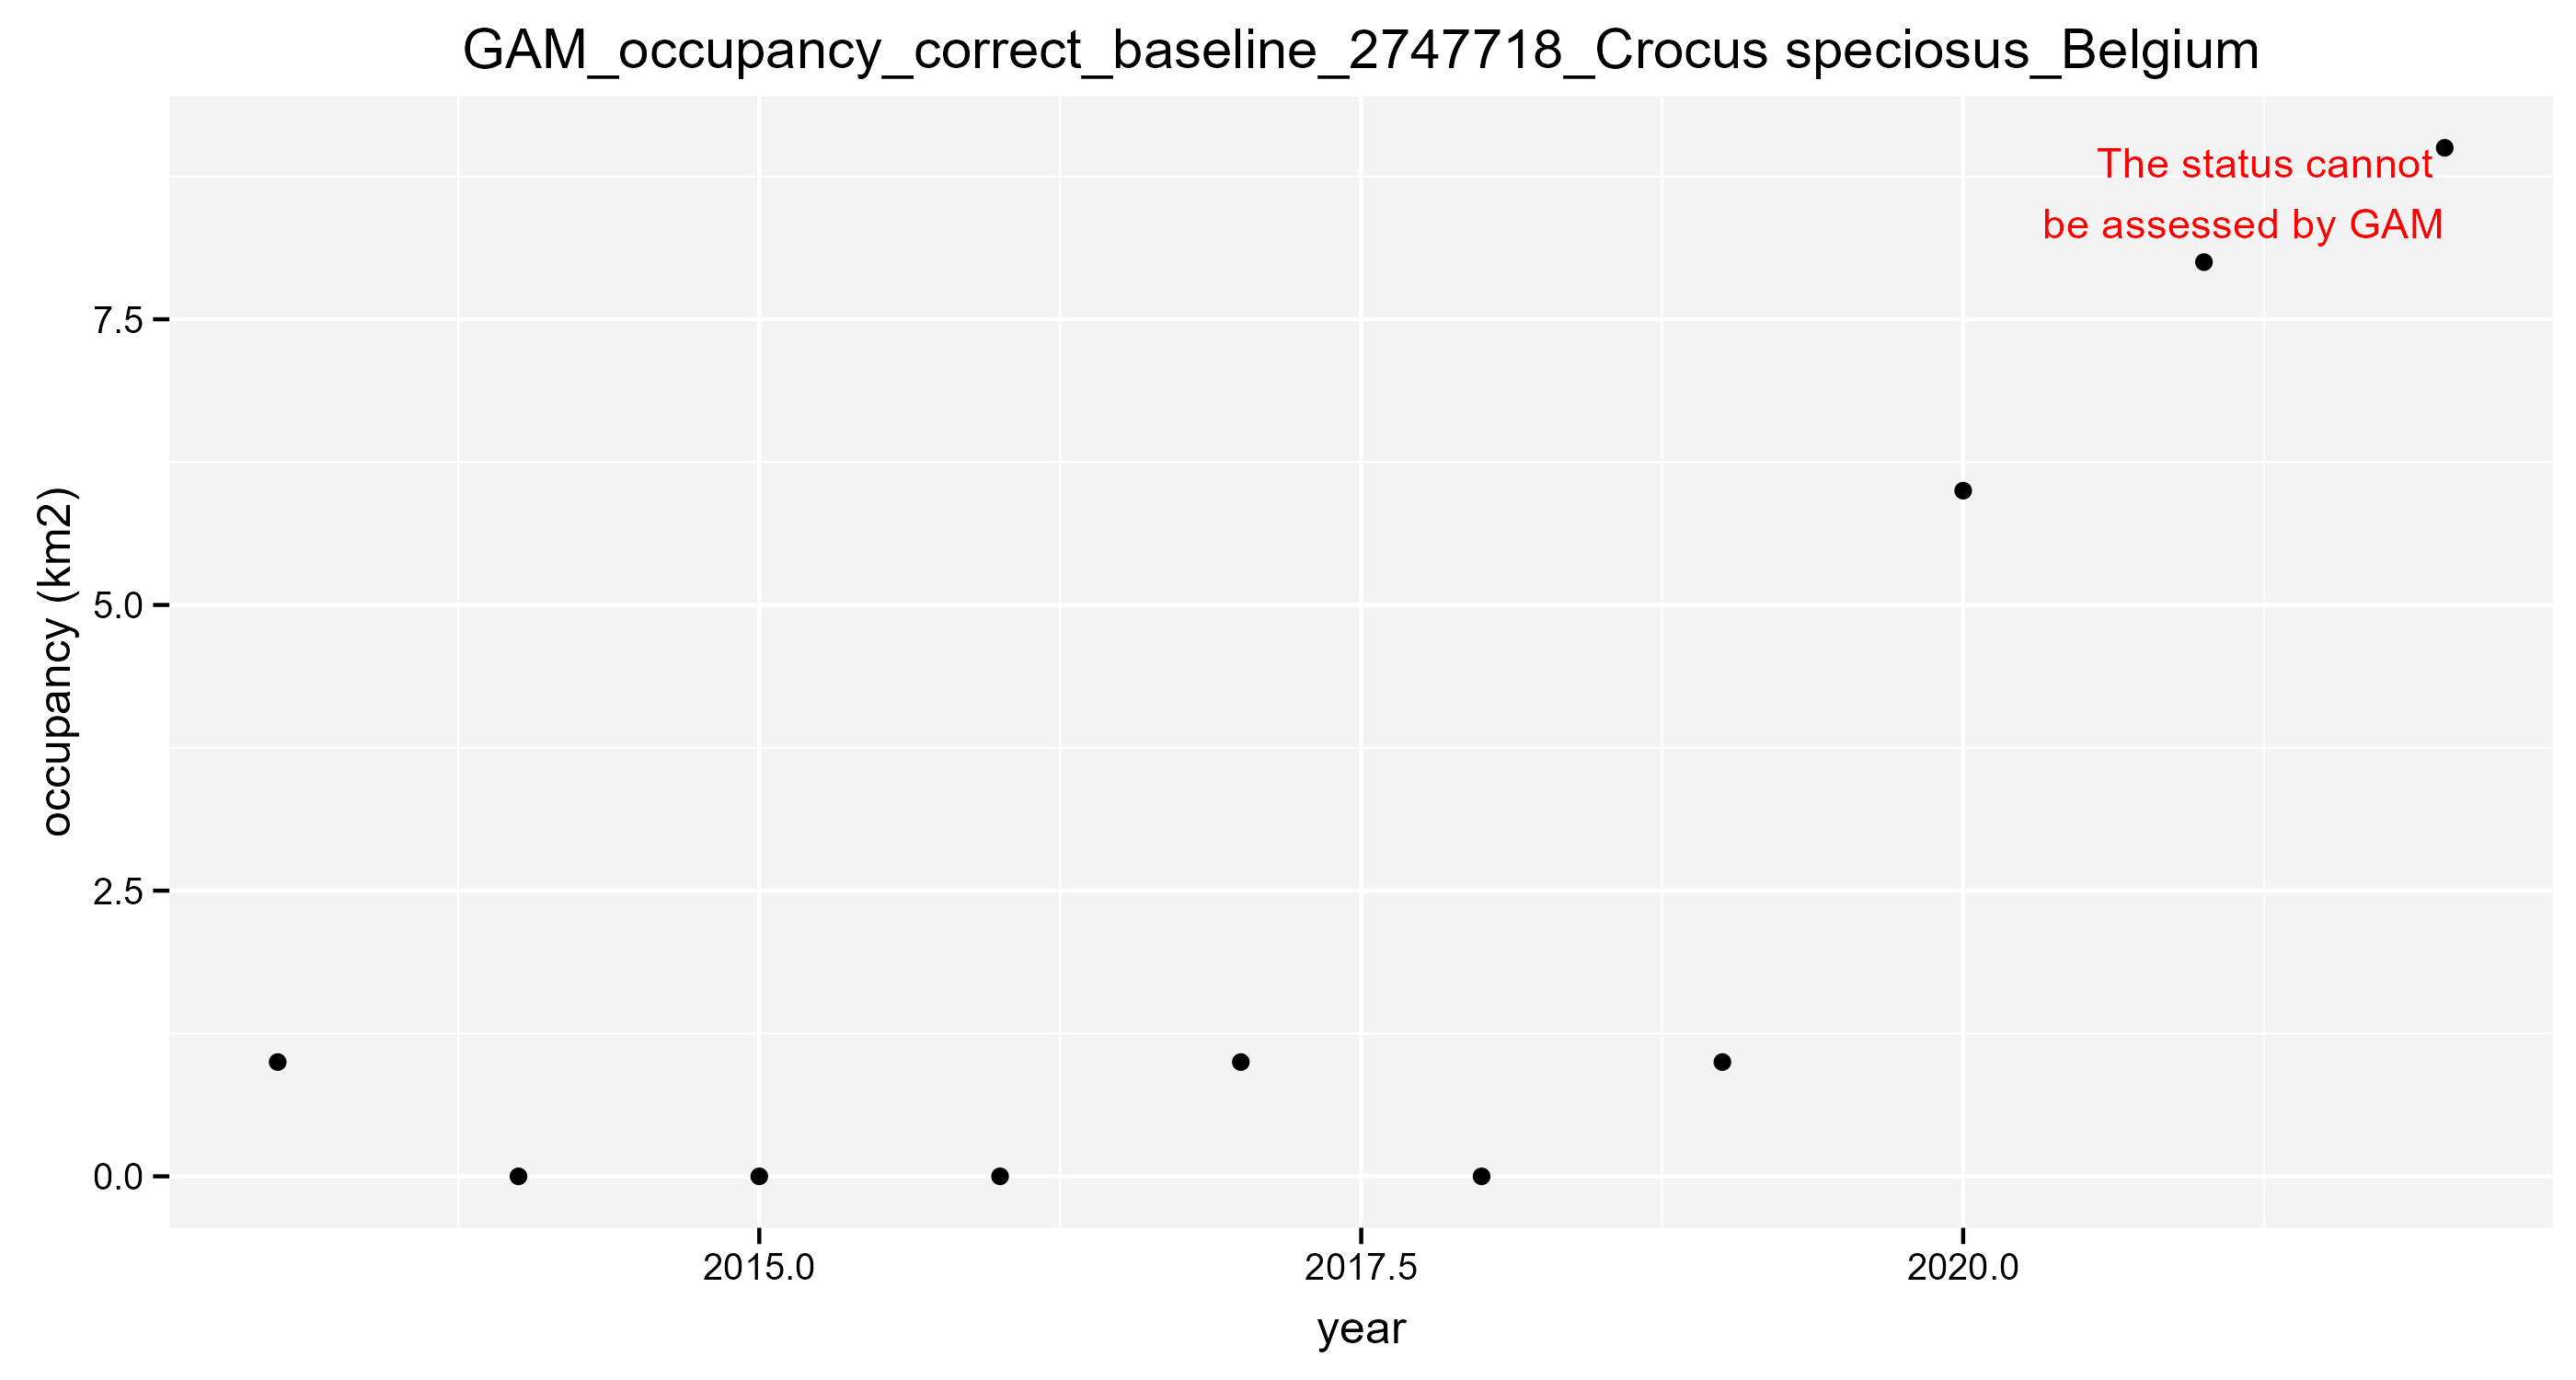 GAM_occupancy_correct_baseline_2747718_Crocus speciosus_Belgium
The status cannot
be assessed by GAM
occupancy (km2)
7.5
5.0
2.5
0.0
2015.0
2017.5
2020.0
year